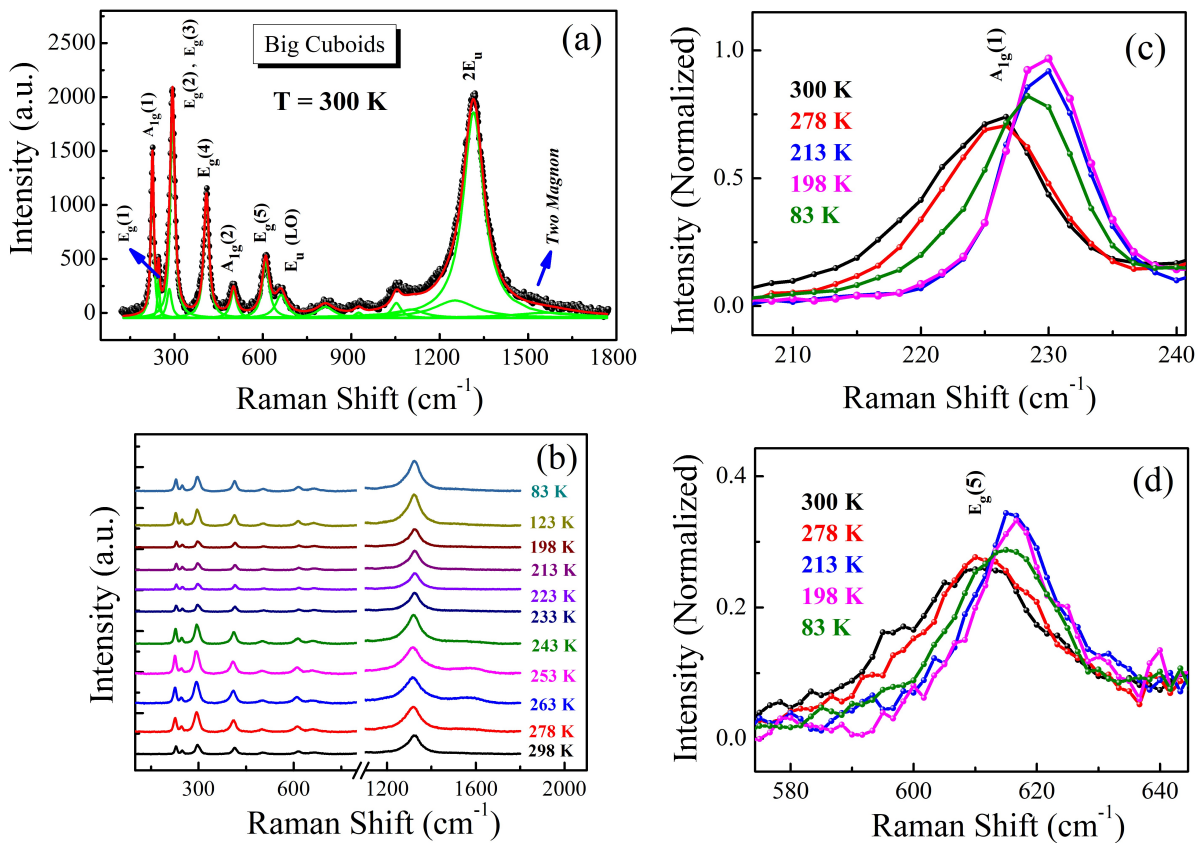 (a)
Big Cuboids
T = 300 K
Intensity (a.u.)
2500
2000
1500
1000
500
0
E_g(1)
A_1g(1)
E_g(2) , E_g(3)
E_g(4)
A_1g(2)
E_g(5)
E_u (LO)
2E_u
Two Magnon
300 600 900 1200 1500 1800
Raman Shift (cm⁻¹)
(b)
Intensity (a.u.)
83 K
123 K
198 K
213 K
223 K
233 K
243 K
253 K
263 K
278 K
298 K
300 600 1200 1600 2000
Raman Shift (cm⁻¹)
(c)
Intensity (Normalized)
1.0
0.5
0.0
A_1g(1)
300 K
278 K
213 K
198 K
83 K
210 220 230 240
Raman Shift (cm⁻¹)
(d)
Intensity (Normalized)
0.4
0.2
0.0
E_g(5)
300 K
278 K
213 K
198 K
83 K
580 600 620 640
Raman Shift (cm⁻¹)